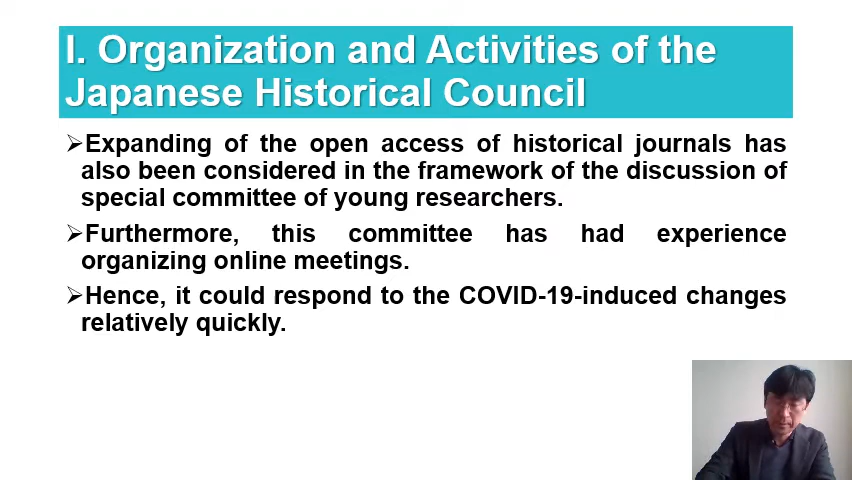 I. Organization and Activities of the
Japanese Historical Council
➢Expanding of the open access of historical journals has
also been considered in the framework of the discussion of
special committee of young researchers.
➢Furthermore, this committee has had experience
organizing online meetings.
➢Hence, it could respond to the COVID-19-induced changes
relatively quickly.